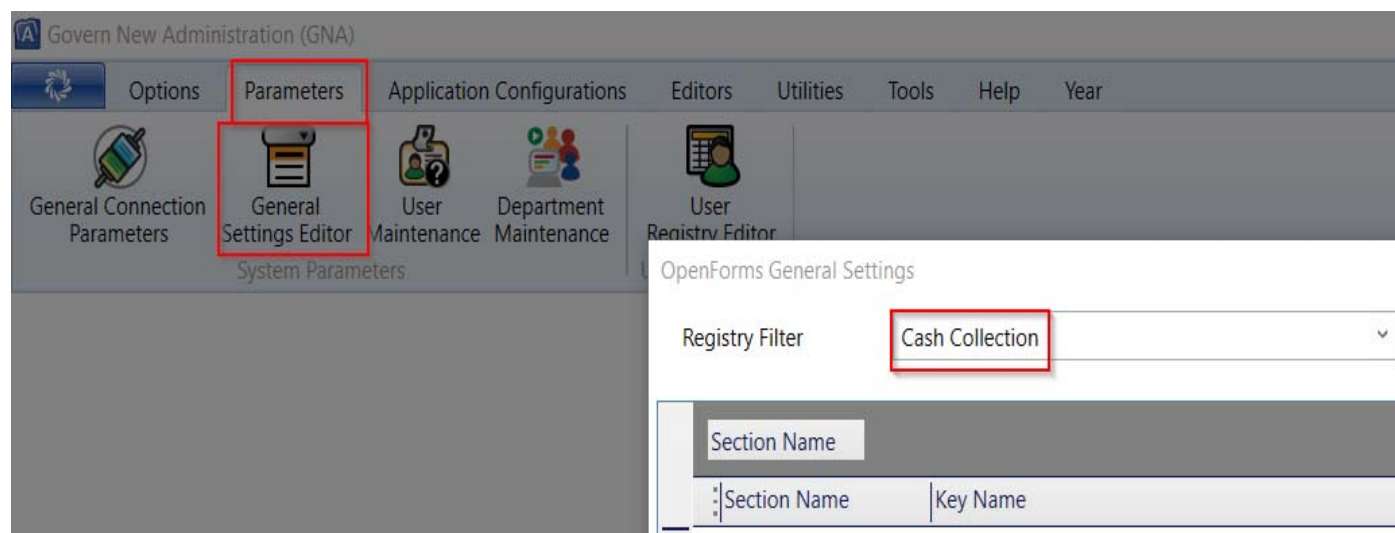 Govern New Administration (GNA)
Options Parameters Application Configurations Editors Utilities Tools Help Year
General Connection Parameters
General Settings Editor
User Maintenance
Department Maintenance
User Registry Editor
System Parameters
OpenForms General Settings
Registry Filter Cash Collection
Section Name
Section Name Key Name